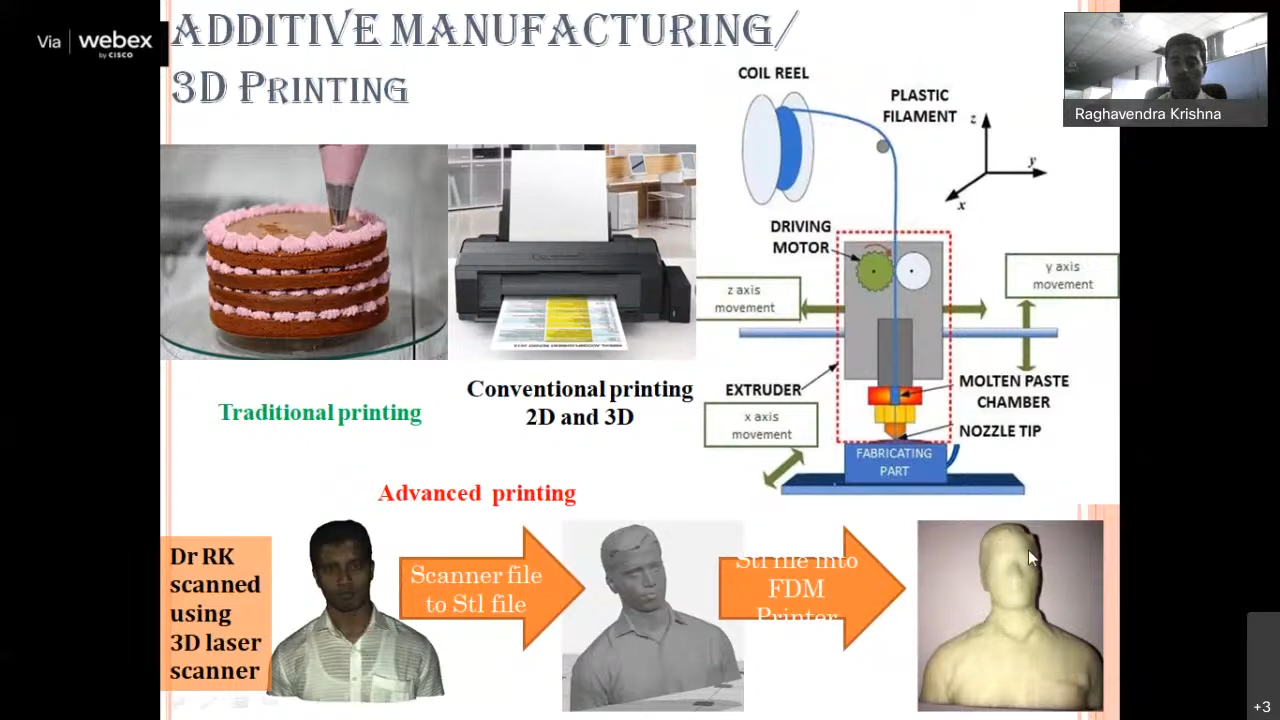 Via webex
by CISCO
ADDITIVE MANUFACTURING/
3D PRINTING
Raghavendra Krishna
COIL REEL
PLASTIC
FILAMENT
z
y
x
DRIVING
MOTOR
z axis
movement
y axis
movement
EXTRUDER
MOLTEN PASTE
CHAMBER
x axis
movement
NOZZLE TIP
FABRICATING
PART
Traditional printing
Conventional printing
2D and 3D
Advanced printing
Dr RK
scanned
using
3D laser
scanner
Scanner file
to Stl file
Stl file into
FDM
Printer
+3